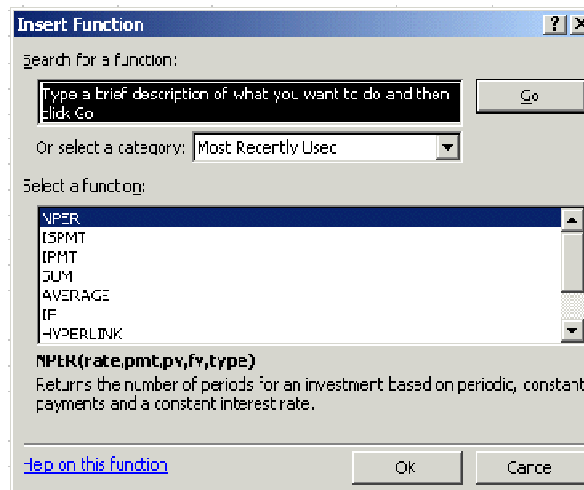 Insert Function
Search for a function:
Type a brief description of what you want to do and then
click Go
Go
Or select a category:
Most Recently Used
Select a function:
NPER
ISPMT
IPMT
SUM
AVERAGE
IF
HYPERLINK
NPER(rate,pmt,pv,fv,type)
Returns the number of periods for an investment based on periodic, constant
payments and a constant interest rate.
Help on this function
OK
Cance